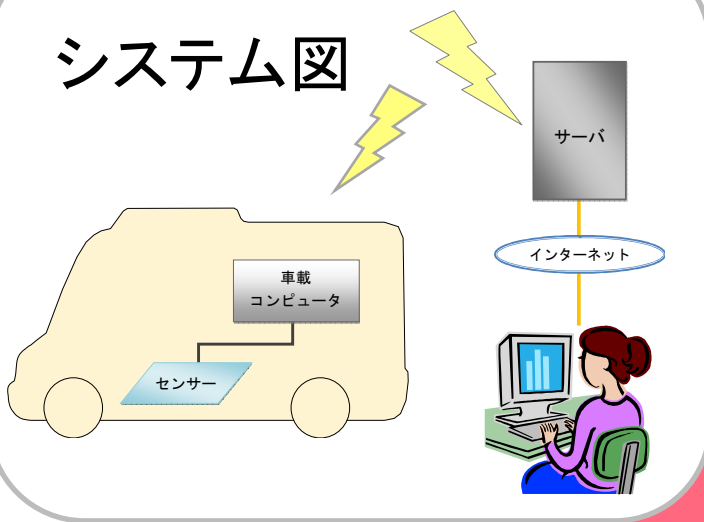 システム図
サーバ
インターネット
車載
コンピュータ
センサー